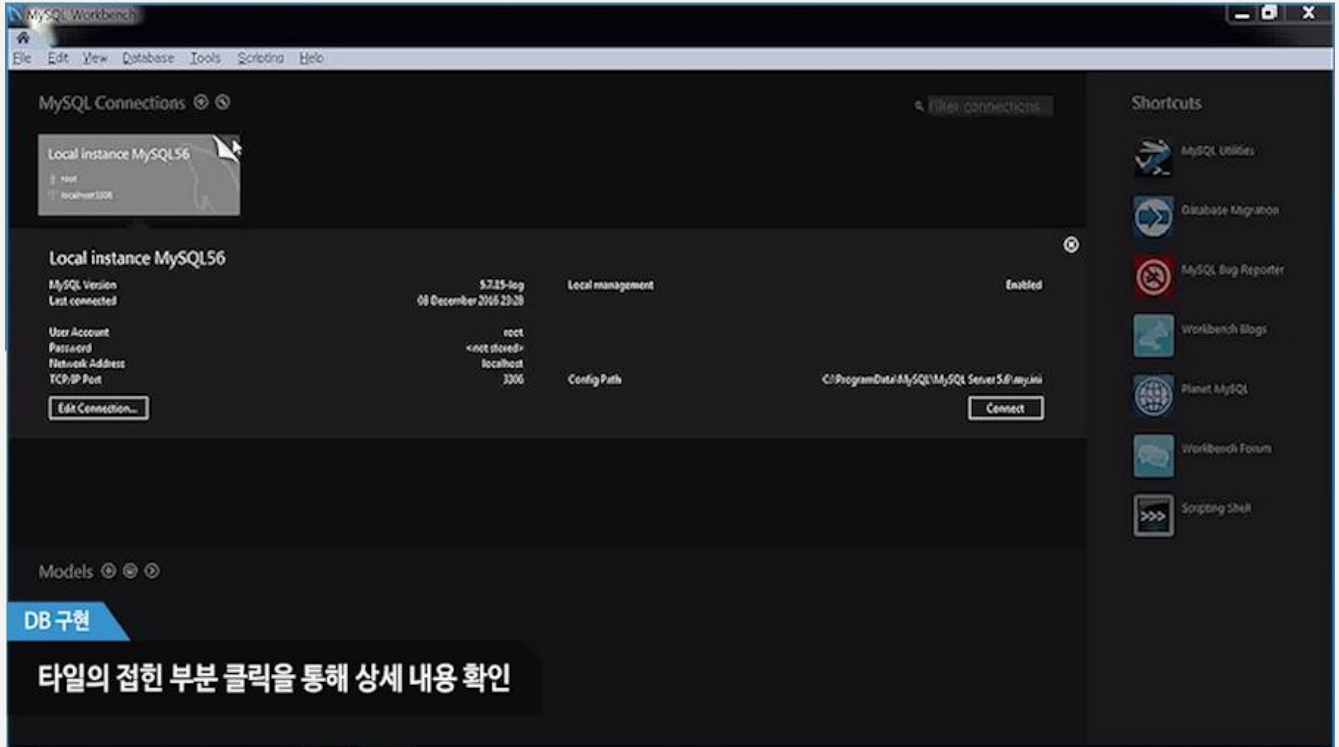 MySQL Workbench
File Edit View Database Tools Scripting Help
MySQL Connections
Filter connections
Shortcuts
Local instance MySQL56
root
localhost:3306
MySQL Utilities
Database Migration
MySQL Bug Reporter
Workbench Blogs
Planet MySQL
Workbench Forum
Scripting Shell
Local instance MySQL56
MySQL Version 5.7.15-log Local management Enabled
Last connected 08 December 2016 23:28
User Account root
Password <not stored>
Network Address localhost
TCP/IP Port 3306 Config Path C:\ProgramData\MySQL\MySQL Server 5.6\my.ini
Edit Connection... Connect
Models
DB 구현
타일의 접힌 부분 클릭을 통해 상세 내용 확인